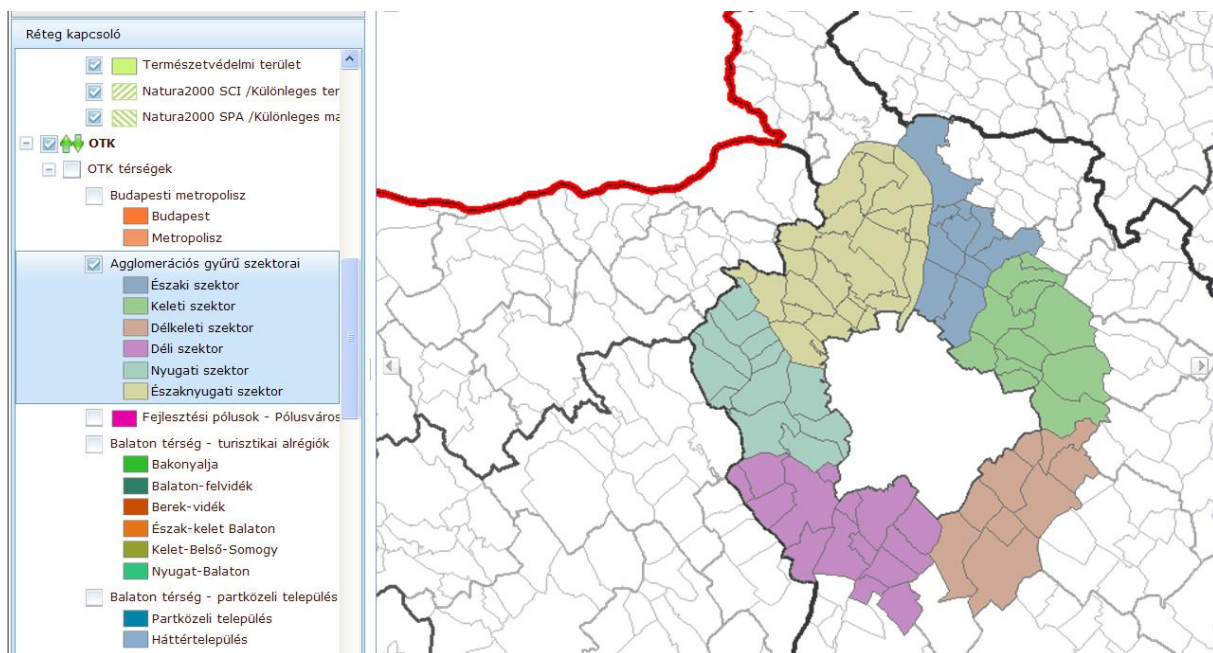 Réteg kapcsoló
Természetvédelmi terület
Natura2000 SCI /Különleges ter
Natura2000 SPA /Különleges ma
OTK
OTK térségek
Budapesti metropolisz
Budapest
Metropolisz
Agglomerációs gyűrű szektorai
Északi szektor
Keleti szektor
Délkeleti szektor
Déli szektor
Nyugati szektor
Északnyugati szektor
Fejlesztési pólusok - Pólusváros
Balaton térség - turisztikai alrégiók
Bakonyalja
Balaton-felvidék
Berek-vidék
Észak-kelet Balaton
Kelet-Belső-Somogy
Nyugat-Balaton
Balaton térség - partközeli település
Partközeli település
Háttértelepülés